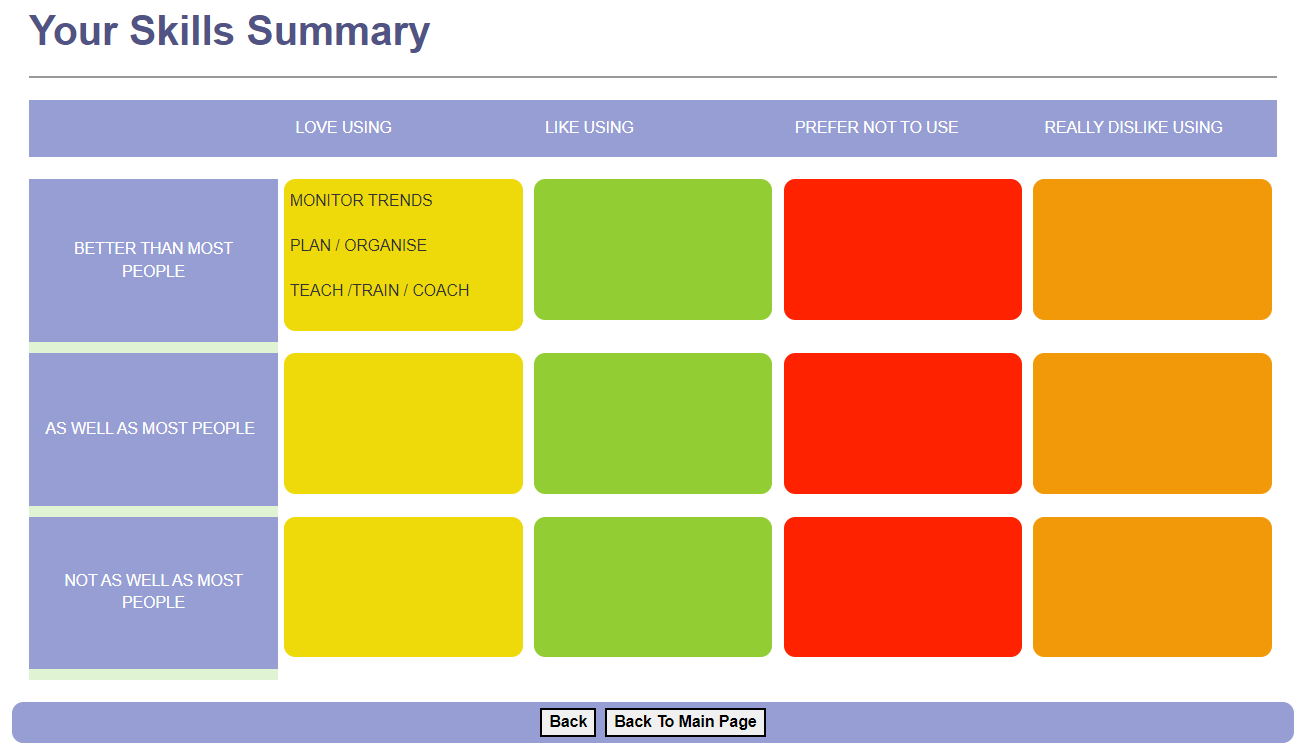 Your Skills Summary
LOVE USING
LIKE USING
PREFER NOT TO USE
REALLY DISLIKE USING
BETTER THAN MOST
PEOPLE
MONITOR TRENDS
PLAN / ORGANISE
TEACH /TRAIN / COACH
AS WELL AS MOST PEOPLE
NOT AS WELL AS MOST
PEOPLE
Back
Back To Main Page